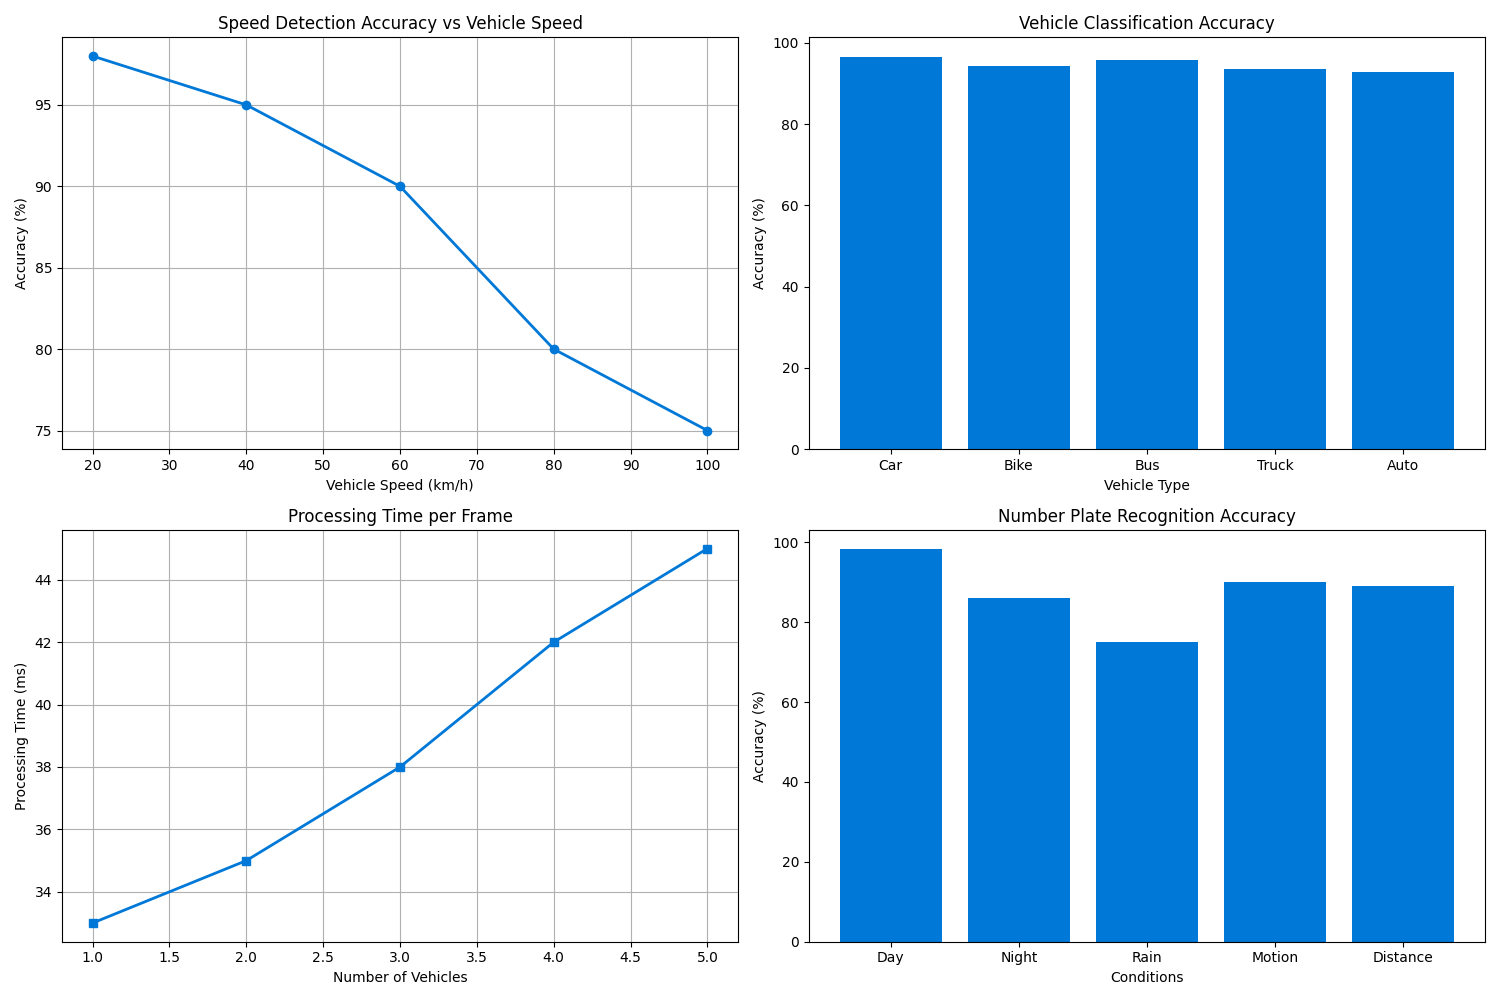 Speed Detection Accuracy vs Vehicle Speed
Accuracy (%)
95
90
85
80
75
20 30 40 50 60 70 80 90 100
Vehicle Speed (km/h)
Vehicle Classification Accuracy
Accuracy (%)
100
80
60
40
20
0
Car Bike Bus Truck Auto
Vehicle Type
Processing Time per Frame
Processing Time (ms)
44
42
40
38
36
34
1.0 1.5 2.0 2.5 3.0 3.5 4.0 4.5 5.0
Number of Vehicles
Number Plate Recognition Accuracy
Accuracy (%)
100
80
60
40
20
0
Day Night Rain Motion Distance
Conditions